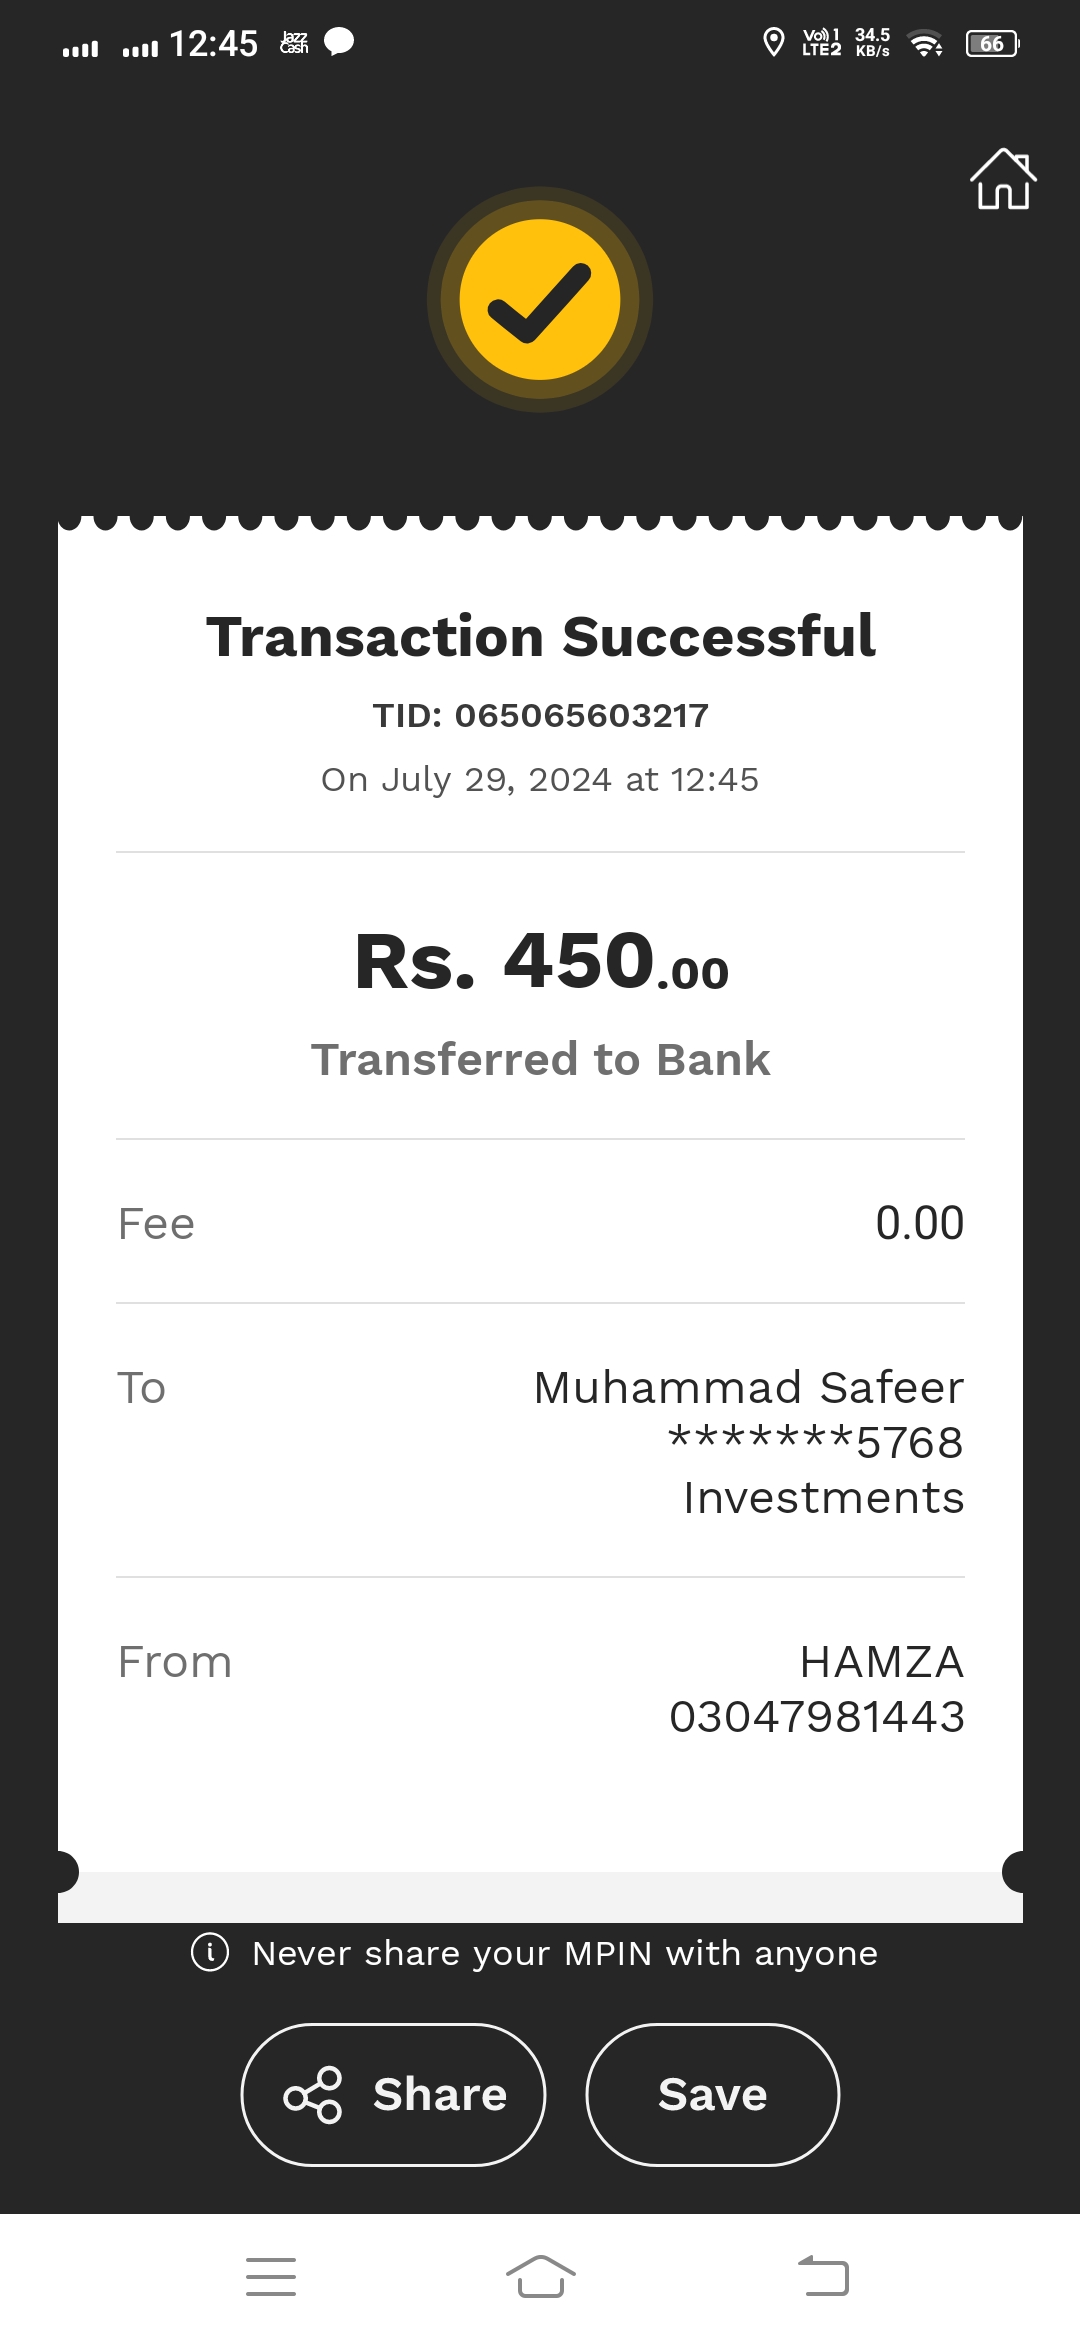 12:45 Jazz Cash Vo)) 1 LTE2 34.5 KB/s 66
Transaction Successful
TID: 065065603217
On July 29, 2024 at 12:45
Rs. 450.00
Transferred to Bank
Fee 0.00
To Muhammad Safeer
*******5768
Investments
From HAMZA
03047981443
Never share your MPIN with anyone
Share Save